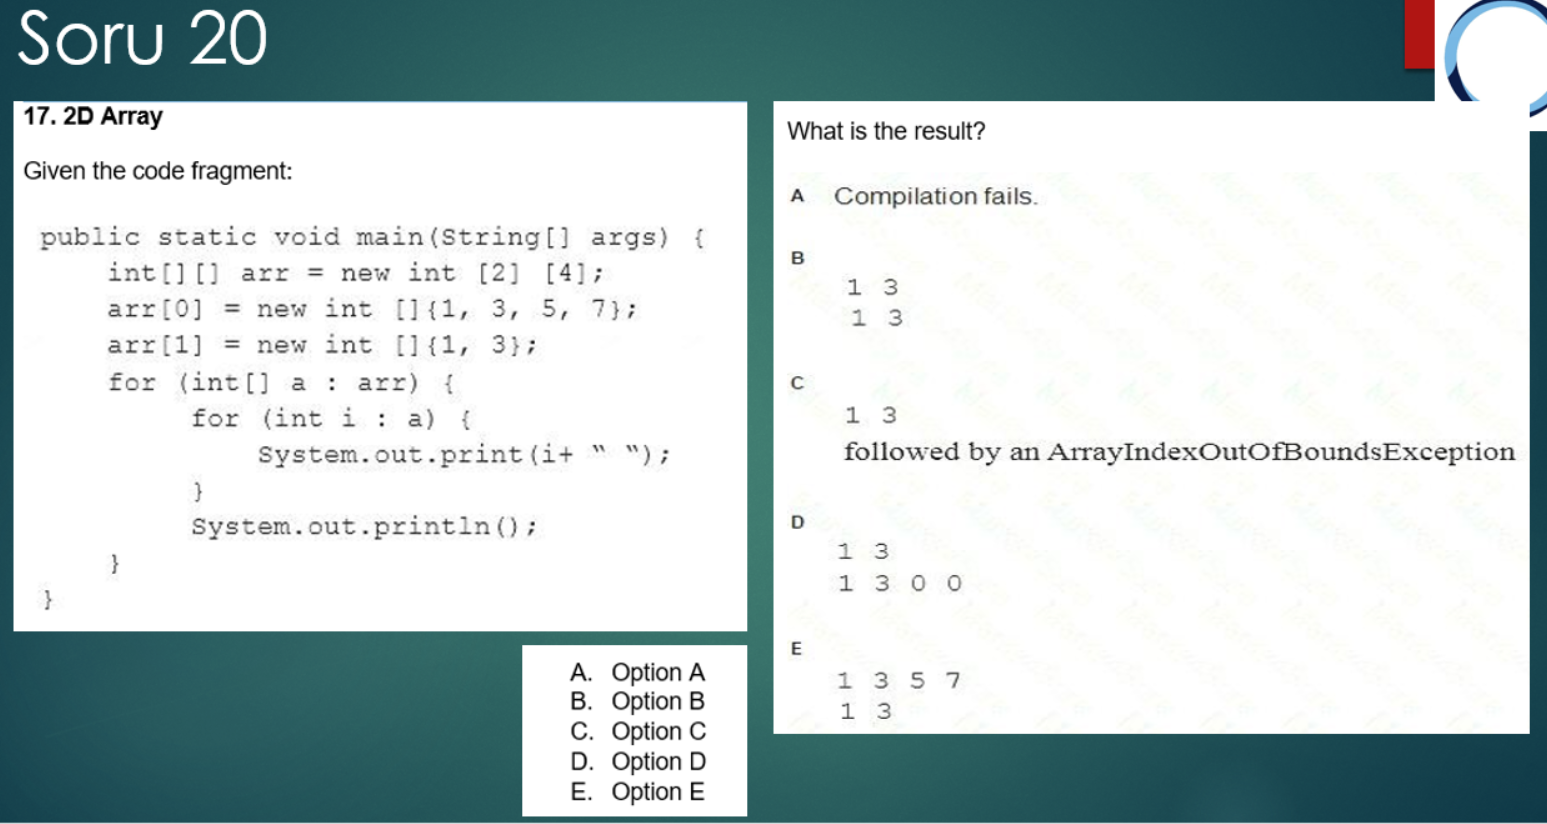 Soru 20
17. 2D Array
Given the code fragment:
public static void main(String[] args) {
int[][] arr = new int [2] [4];
arr[0] = new int []{1, 3, 5, 7};
arr[1] = new int []{1, 3};
for (int[] a : arr) {
for (int i : a) {
System.out.print(i+ " ");
}
System.out.println();
}
}
A. Option A
B. Option B
C. Option C
D. Option D
E. Option E
What is the result?
A Compilation fails.
B
1 3
1 3
C
1 3
followed by an ArrayIndexOutOfBoundsException
D
1 3
1 3 0 0
E
1 3 5 7
1 3